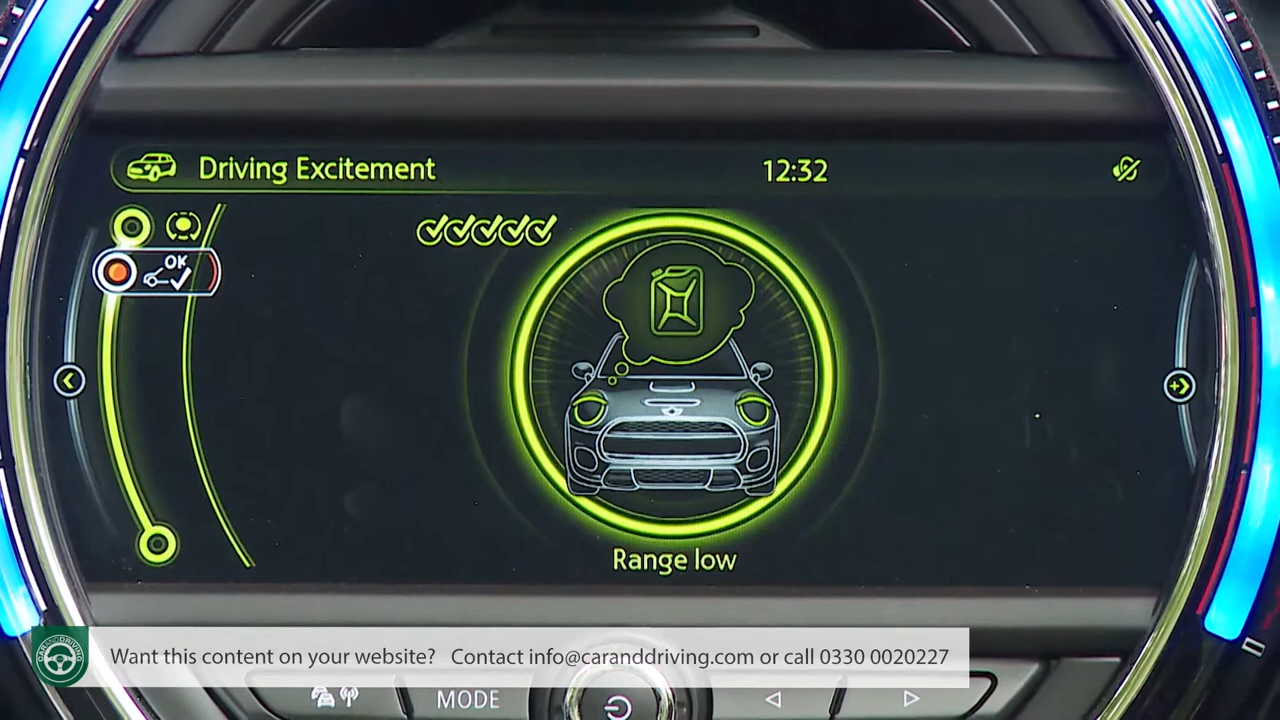 Driving Excitement
12:32
OK
Range low
CARANDDRIVING
Want this content on your website? Contact info@caranddriving.com or call 0330 0020227
MODE